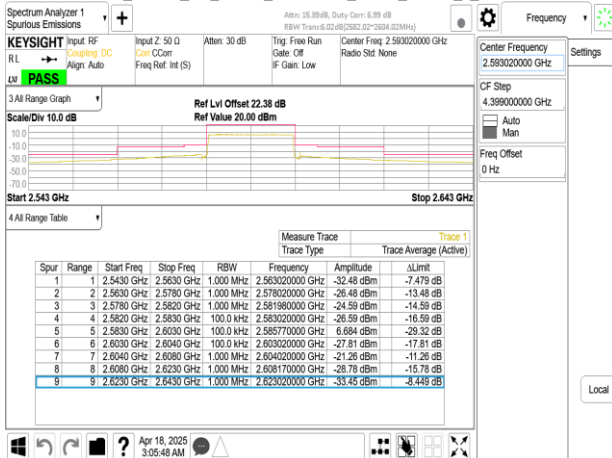 Spectrum Analyzer 1
Spurious Emissions
+
Attn: 15.39dB, Duty Corr: 6.99 dB
RBW Trans:6.02dB(2582.02~2604.02MHz)
Frequency
KEYSIGHT Input: RF Input Z: 50 Ω Atten: 30 dB Trig: Free Run Center Freq: 2.593020000 GHz
RL Coupling: DC Corr CCorr Gate: Off Radio Std: None
Align: Auto Freq Ref: Int (S) IF Gain: Low
LXI PASS
Center Frequency
2.593020000 GHz
Settings
CF Step
4.399000000 GHz
Auto
Man
Freq Offset
0 Hz
3 All Range Graph
Ref Lvl Offset 22.38 dB
Scale/Div 10.0 dB Ref Value 20.00 dBm
10.0
-10.0
-30.0
-50.0
-70.0
Start 2.543 GHz Stop 2.643 GHz
4 All Range Table
Measure Trace Trace 1
Trace Type Trace Average (Active)
Spur Range Start Freq Stop Freq RBW Frequency Amplitude ΔLimit
1 1 2.5430 GHz 2.5630 GHz 1.000 MHz 2.563020000 GHz -32.48 dBm -7.479 dB
2 2 2.5630 GHz 2.5780 GHz 1.000 MHz 2.578020000 GHz -26.48 dBm -13.48 dB
3 3 2.5780 GHz 2.5820 GHz 1.000 MHz 2.581980000 GHz -24.59 dBm -14.59 dB
4 4 2.5820 GHz 2.5830 GHz 100.0 kHz 2.583020000 GHz -26.59 dBm -16.59 dB
5 5 2.5830 GHz 2.6030 GHz 100.0 kHz 2.585770000 GHz 6.684 dBm -29.32 dB
6 6 2.6030 GHz 2.6040 GHz 100.0 kHz 2.603020000 GHz -27.81 dBm -17.81 dB
7 7 2.6040 GHz 2.6080 GHz 1.000 MHz 2.604020000 GHz -21.26 dBm -11.26 dB
8 8 2.6080 GHz 2.6230 GHz 1.000 MHz 2.608170000 GHz -28.78 dBm -15.78 dB
9 9 2.6230 GHz 2.6430 GHz 1.000 MHz 2.623020000 GHz -33.45 dBm -8.449 dB
Local
? Apr 18, 2025
3:05:48 AM